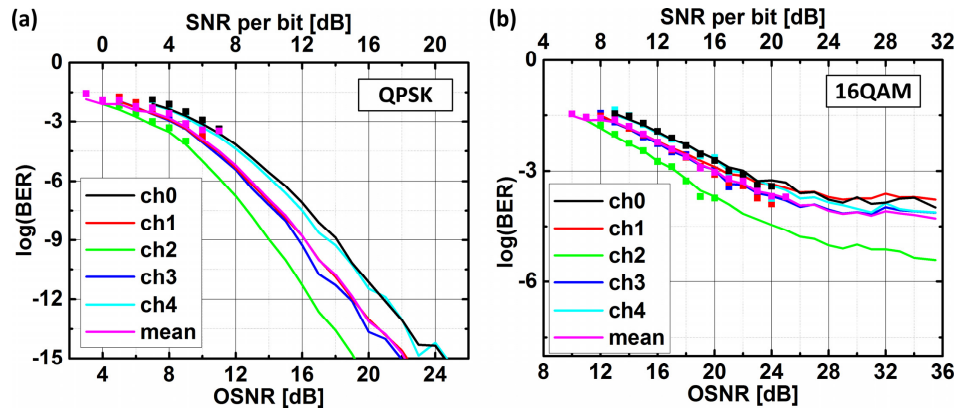 (a)
SNR per bit [dB]
0 4 8 12 16 20
0
-3
-6
-9
-12
-15
log(BER)
QPSK
ch0
ch1
ch2
ch3
ch4
mean
4 8 12 16 20 24
OSNR [dB]
(b)
SNR per bit [dB]
4 8 12 16 20 24 28 32
0
-3
-6
log(BER)
16QAM
ch0
ch1
ch2
ch3
ch4
mean
8 12 16 20 24 28 32 36
OSNR [dB]